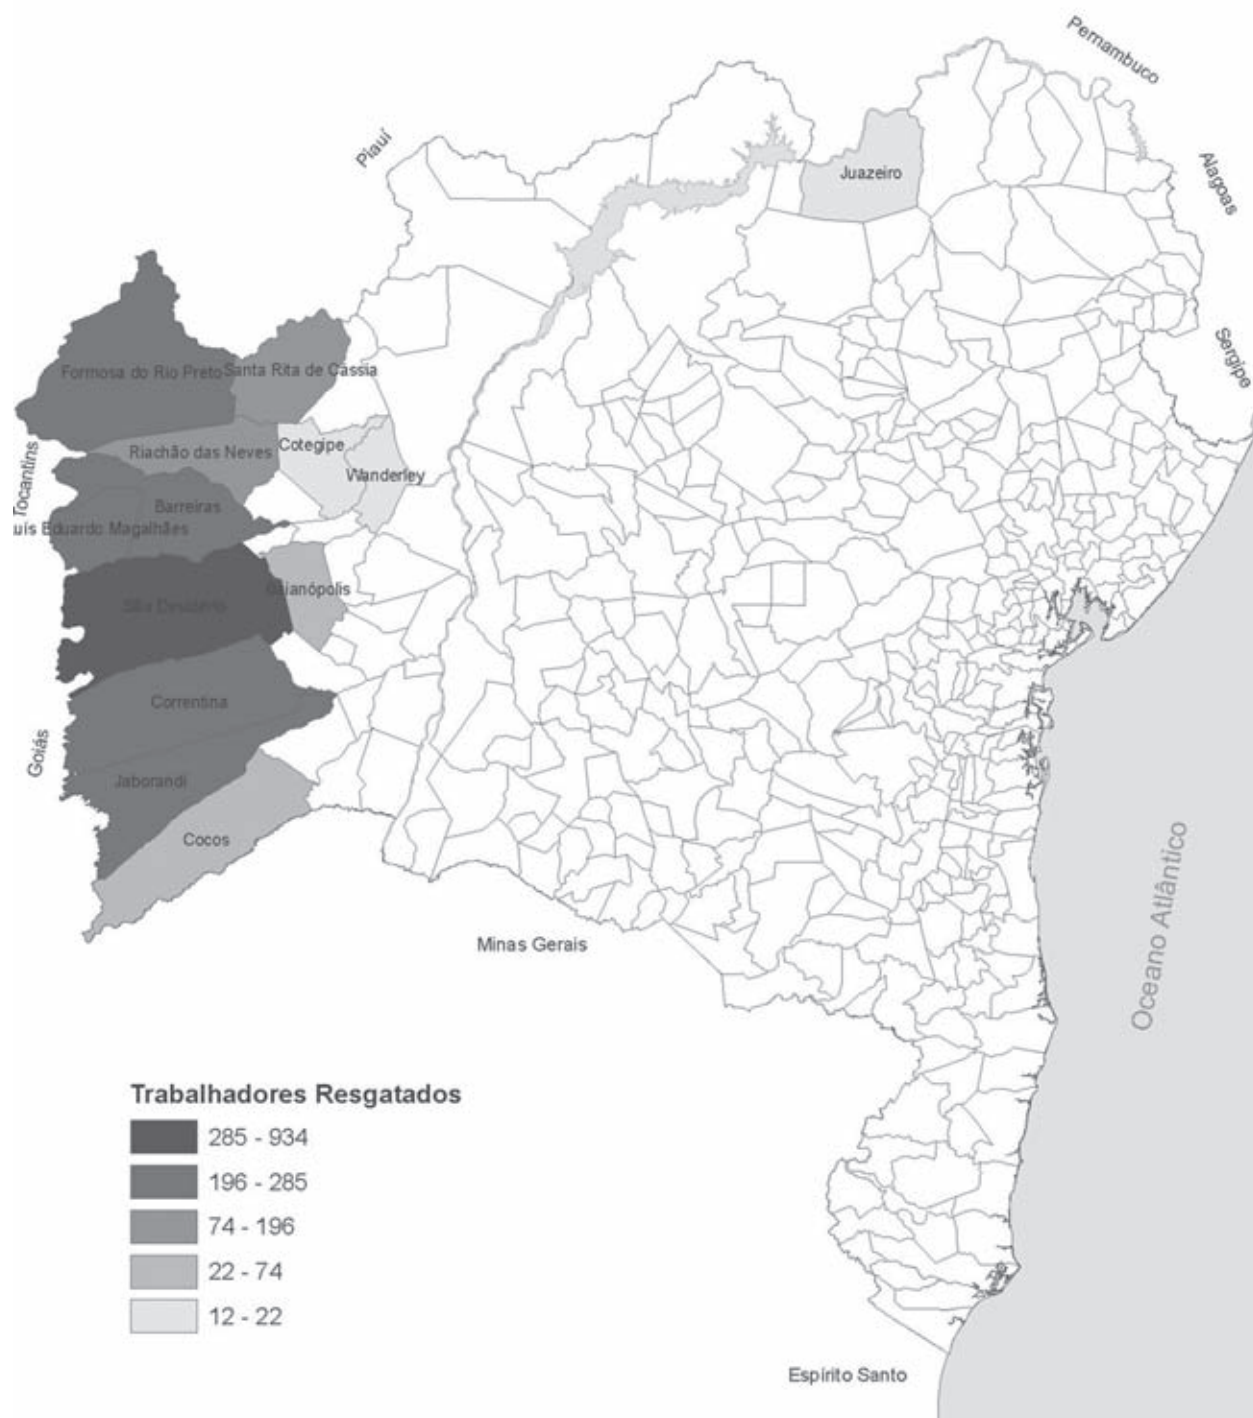 Pernambuco
Piauí
Alagoas
Juazeiro
Sergipe
Formosa do Rio Preto
Santa Rita de Cássia
Cotegipe
Riachão das Neves
Wanderley
Tocantins
Barreiras
uís Eduardo Magalhães
aianópolis
São Desidério
Correntina
Goiás
Jaborandi
Cocos
Oceano Atlântico
Minas Gerais
Trabalhadores Resgatados
285 - 934
196 - 285
74 - 196
22 - 74
12 - 22
Espírito Santo